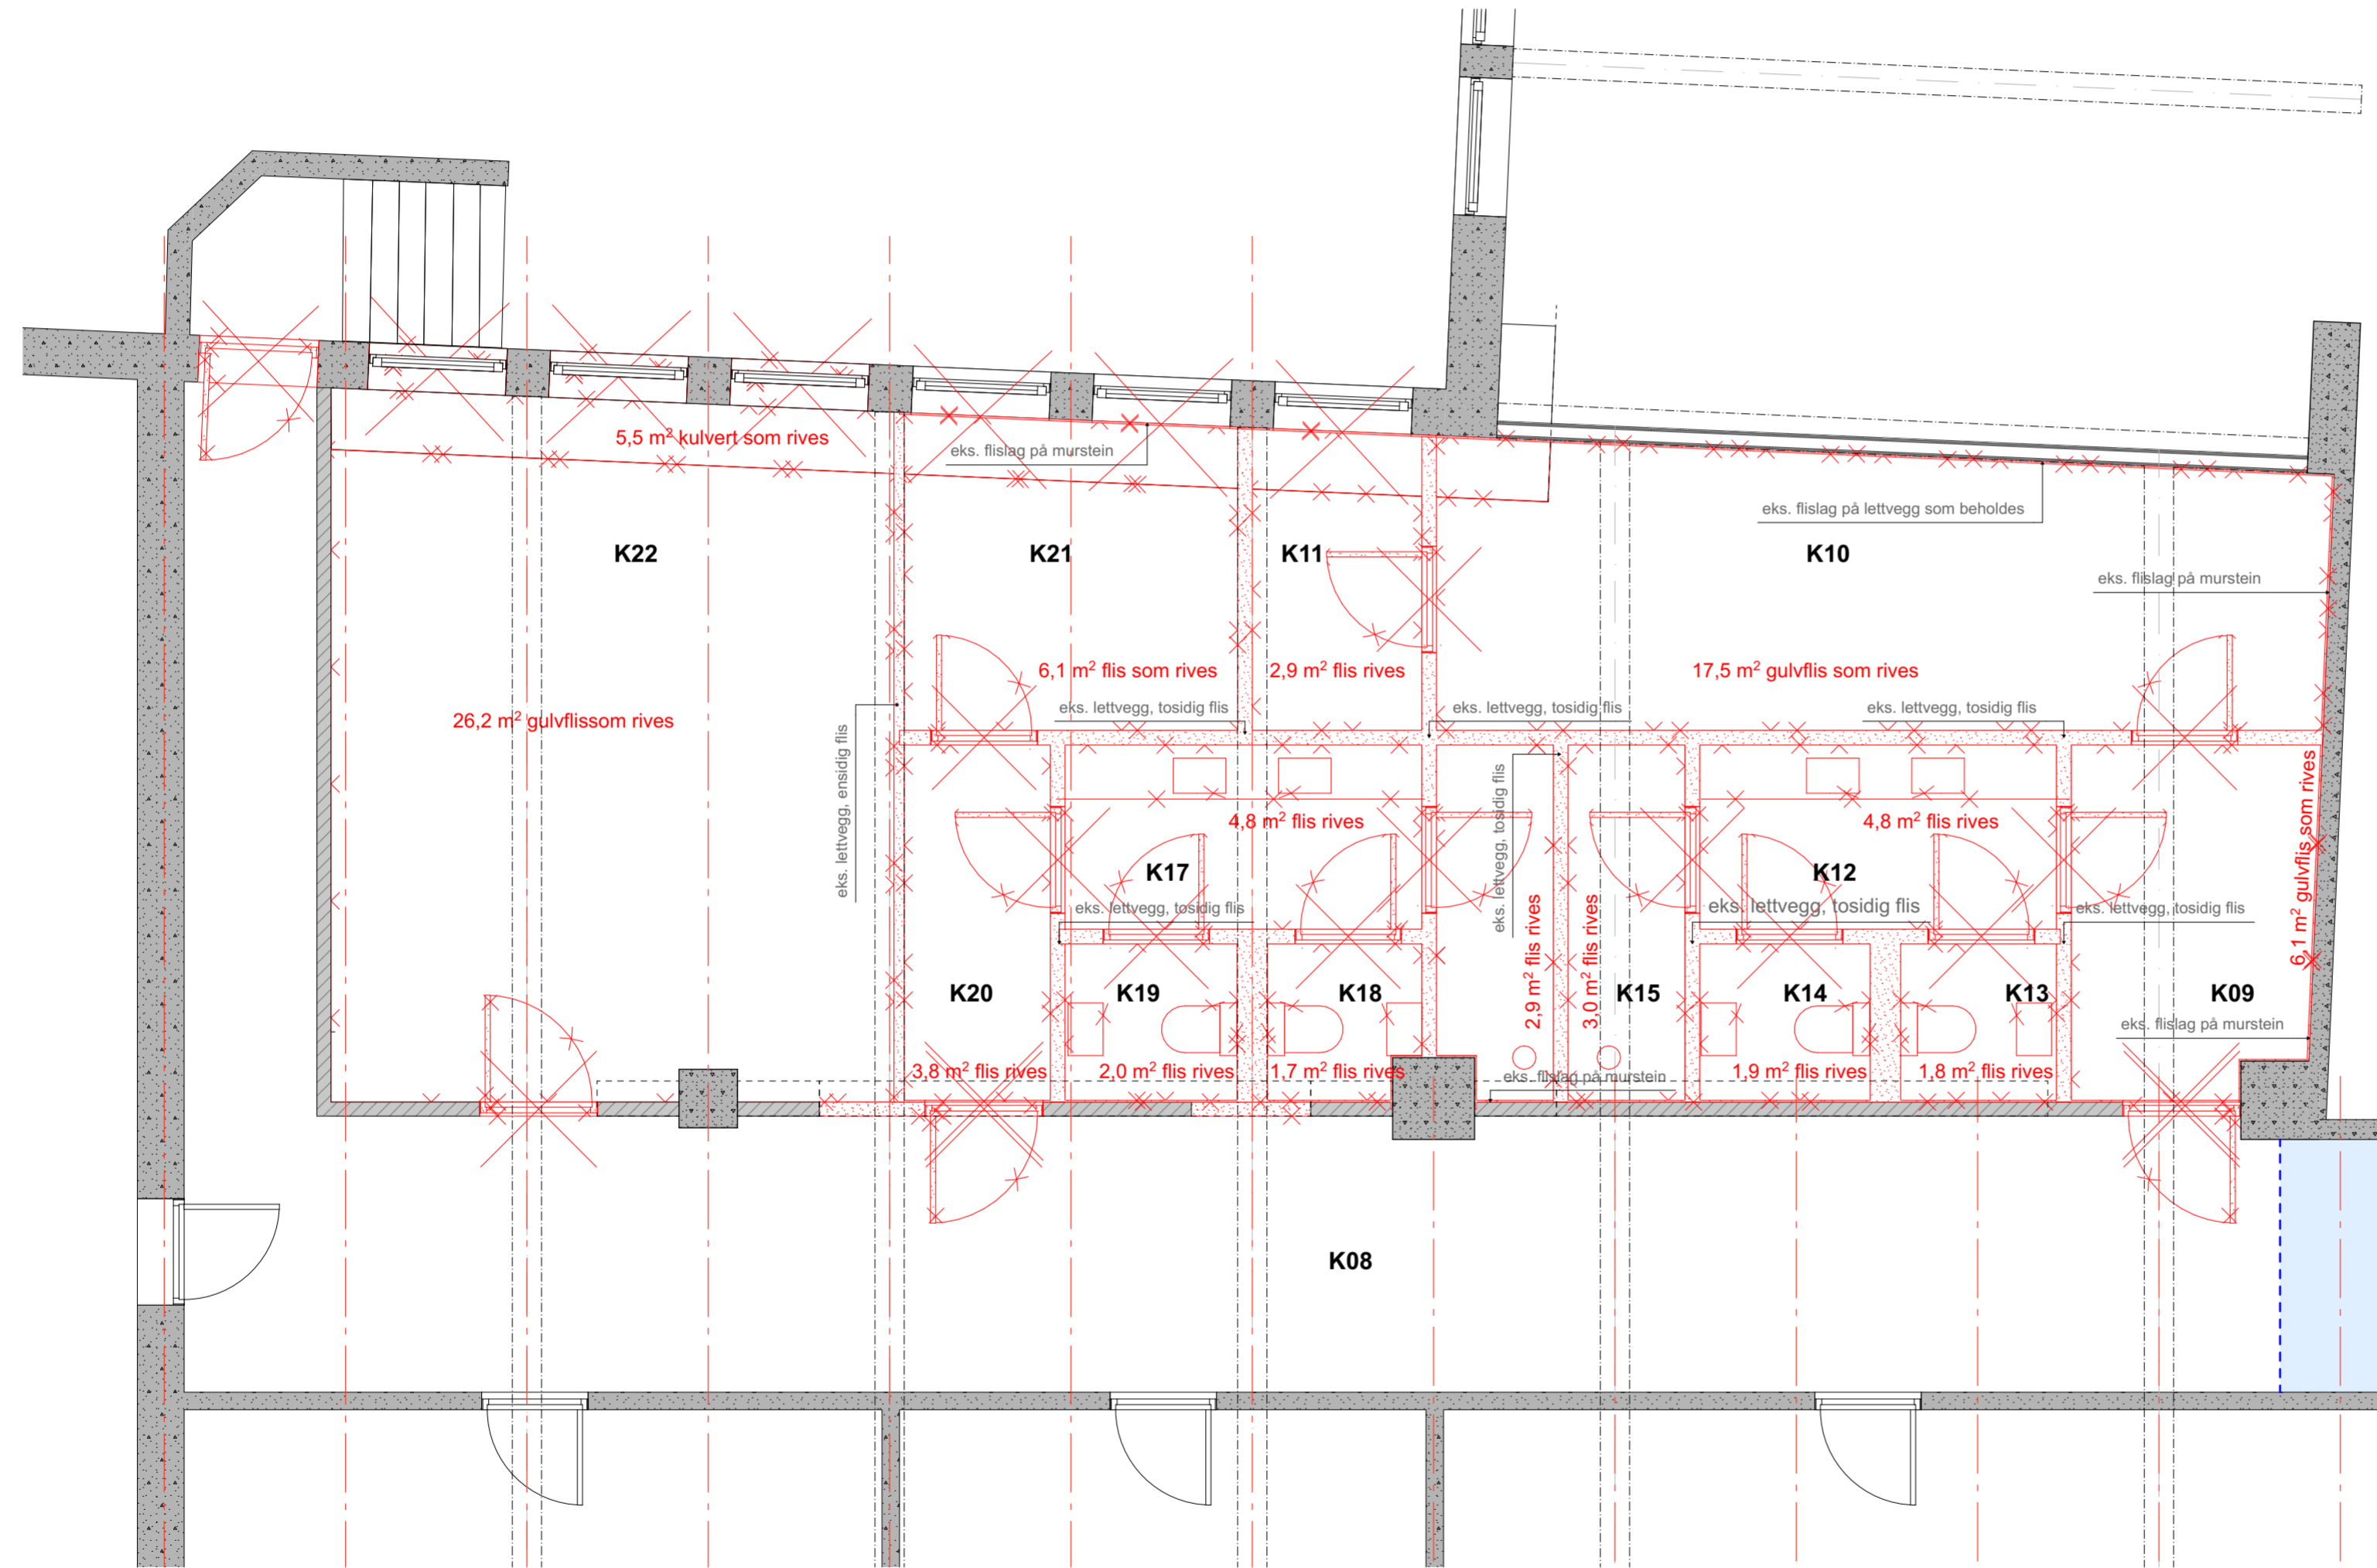 5,5 m² kulvert som rives
eks. flislag på murstein
eks. flislag på lettvegg som beholdes
K22
K21
K11
K10
eks. flislag på murstein
6,1 m² flis som rives
2,9 m² flis rives
17,5 m² gulvflis som rives
eks. lettvegg, tosidig flis
eks. lettvegg, tosidig flis
eks. lettvegg, tosidig flis
26,2 m² gulvflissom rives
eks. lettvegg, ensidig flis
eks. lettvegg, tosidig flis
6,1 m² gulvflis som rives
4,8 m² flis rives
4,8 m² flis rives
K17
K12
eks. lettvegg, tosidig flis
eks. lettvegg, tosidig flis
eks. lettvegg, tosidig flis
2,9 m² flis rives
3,0 m² flis rives
K20
K19
K18
K15
K14
K13
K09
eks. flislag på murstein
3,8 m² flis rives
2,0 m² flis rives
1,7 m² flis rives
eks. flislag på murstein
1,9 m² flis rives
1,8 m² flis rives
K08